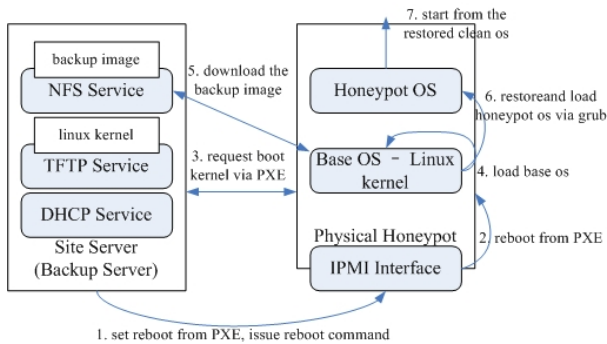 7. start from the
restored clean os
backup image
NFS Service
5. download the
backup image
Honeypot OS
6. restoreand load
honeypot os via grub
linux kernel
TFTP Service
3. request boot
kernel via PXE
Base OS - Linux
kernel
4. load base os
DHCP Service
Site Server
(Backup Server)
Physical Honeypot
IPMI Interface
2. reboot from PXE
1. set reboot from PXE, issue reboot command